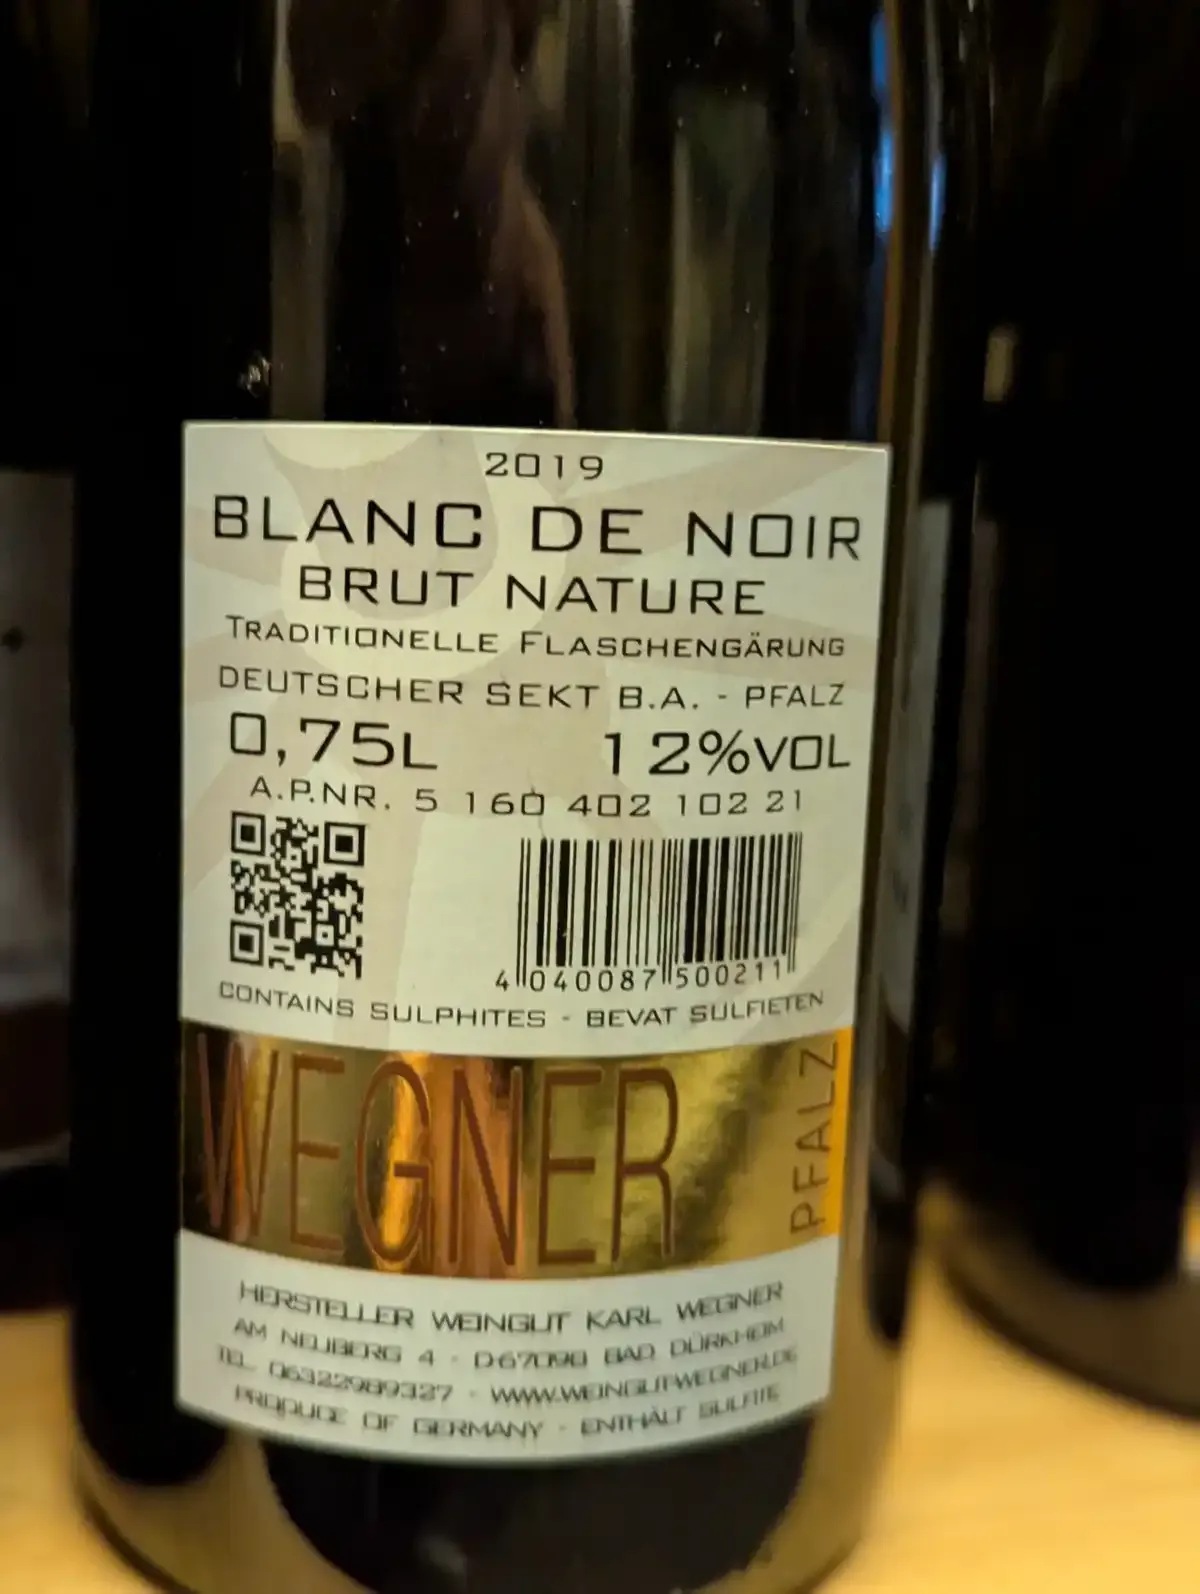 2019
BLANC DE NOIR
BRUT NATURE
TRADITIONELLE FLASCHENGÄRUNG
DEUTSCHER SEKT B.A. - PFALZ
0,75L 12%VOL
A.P.NR. 5 160 402 102 21
4 040087 500211
CONTAINS SULPHITES - BEVAT SULFIETEN
WEGNER
PFALZ
HERSTELLER WEINGUT KARL WEGNER
AM NEUBERG 4 - D-67098 BAD DÜRKHEIM
TEL. 06322989327 - WWW.WEINGUT-WEGNER.DE
PRODUCE OF GERMANY - ENTHÄLT SULFITE